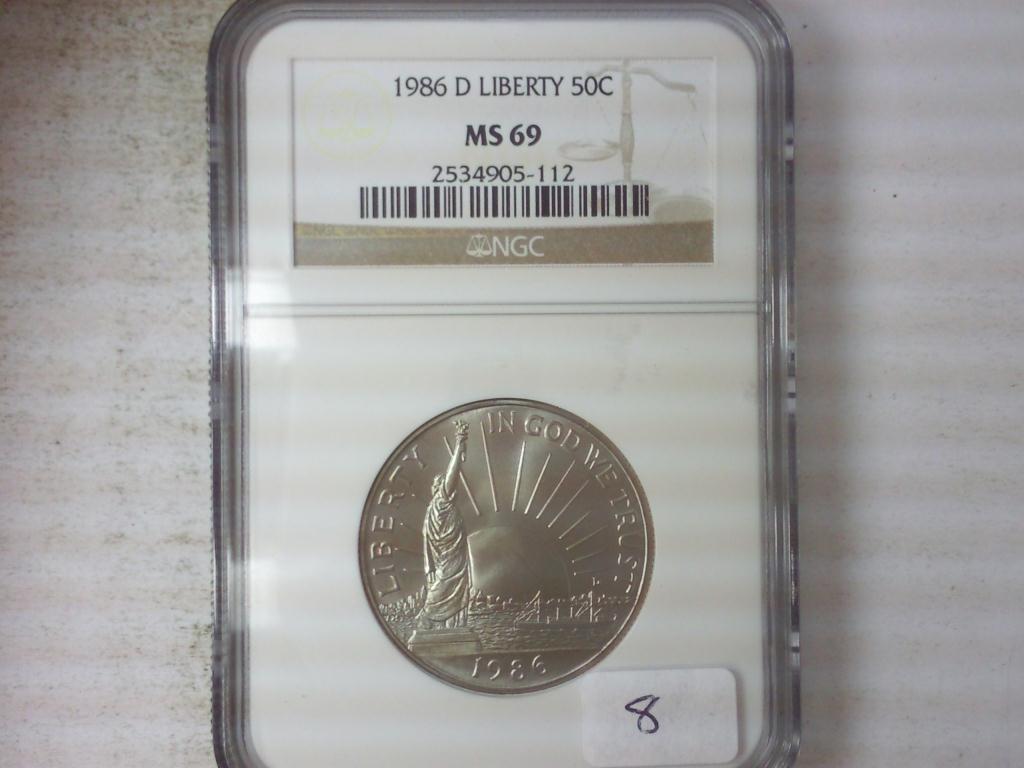 1986 D LIBERTY 50C
MS 69
2534905-112
NGC
LIBERTY
IN GOD WE TRUST
1986
8